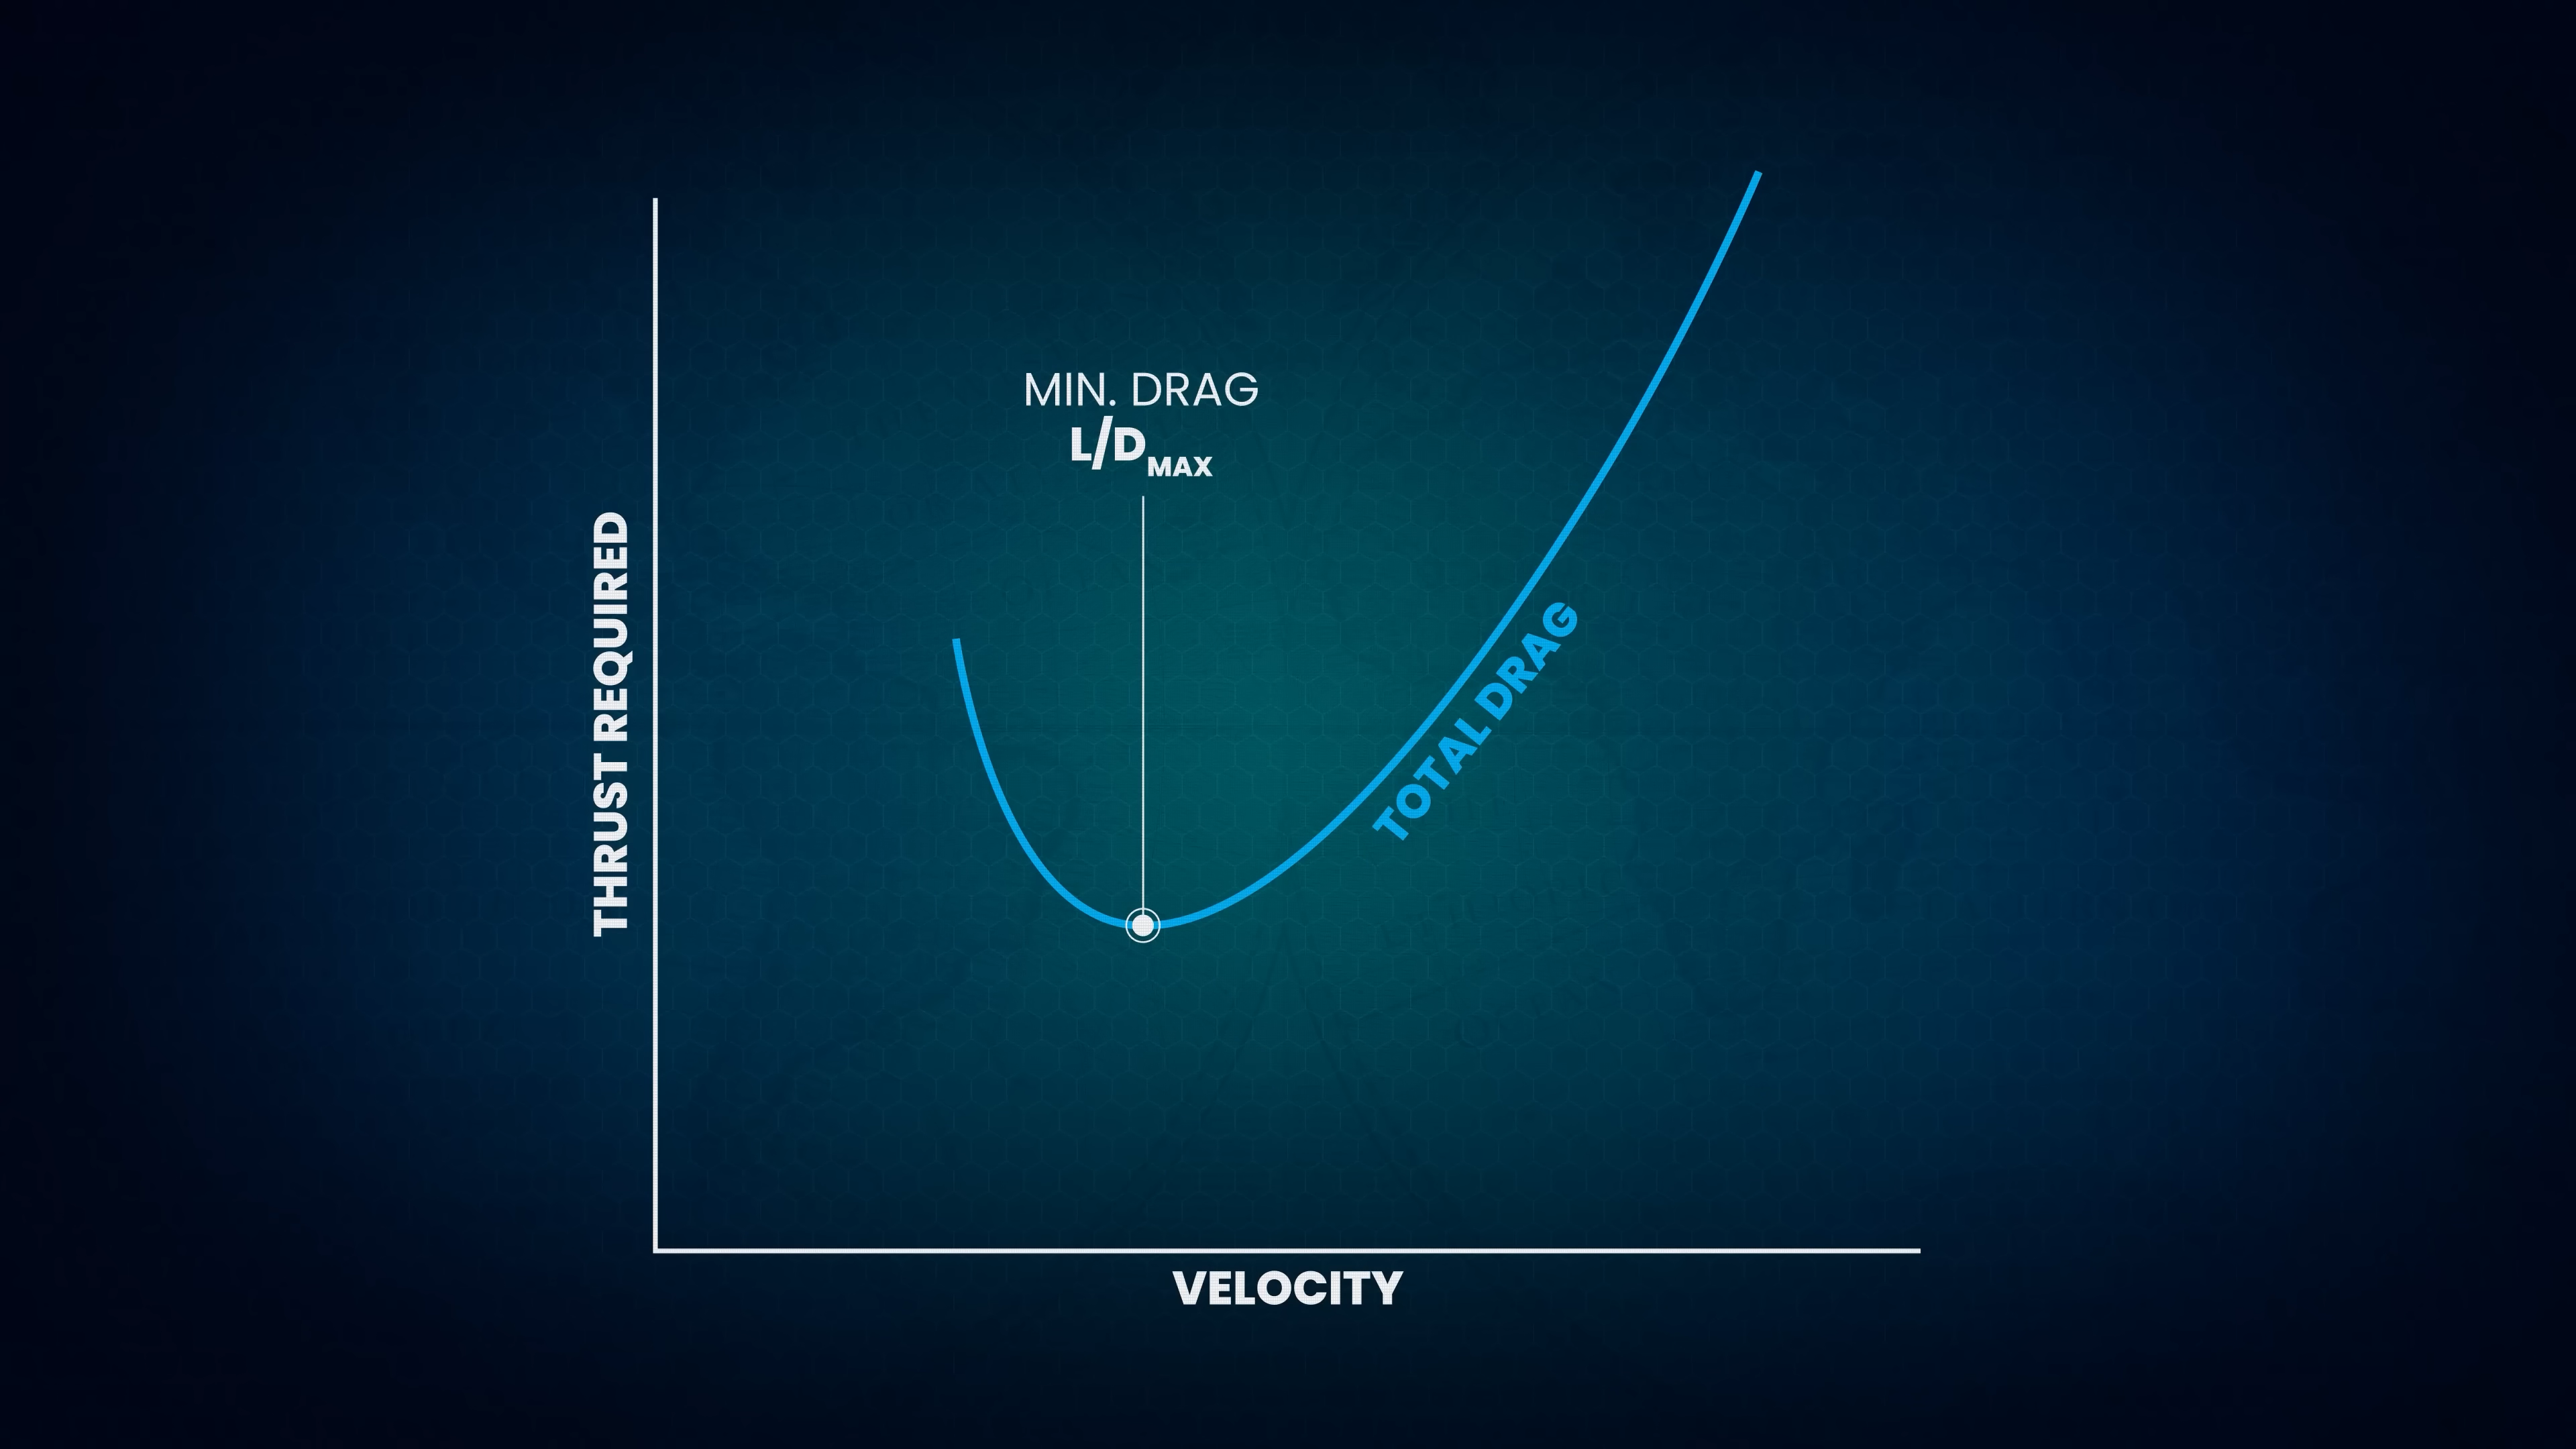 MIN. DRAG
L/DMAX
THRUST REQUIRED
TOTAL DRAG
VELOCITY